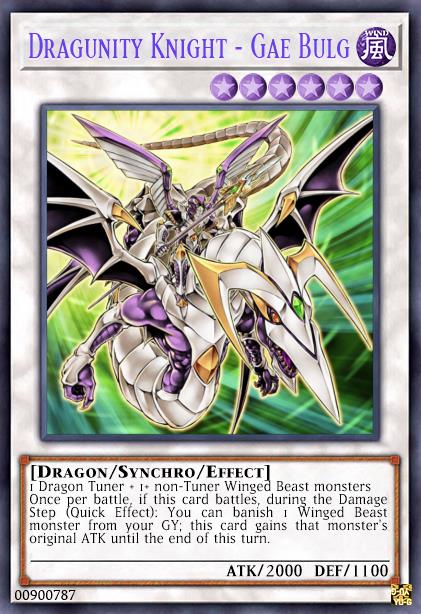 DRAGUNITY KNIGHT - GAE BULG
WIND
風
[DRAGON/SYNCHRO/EFFECT]
1 Dragon Tuner + 1+ non-Tuner Winged Beast monsters
Once per battle, if this card battles, during the Damage
Step (Quick Effect): You can banish 1 Winged Beast
monster from your GY; this card gains that monster's
original ATK until the end of this turn.
ATK/2000 DEF/1100
00900787